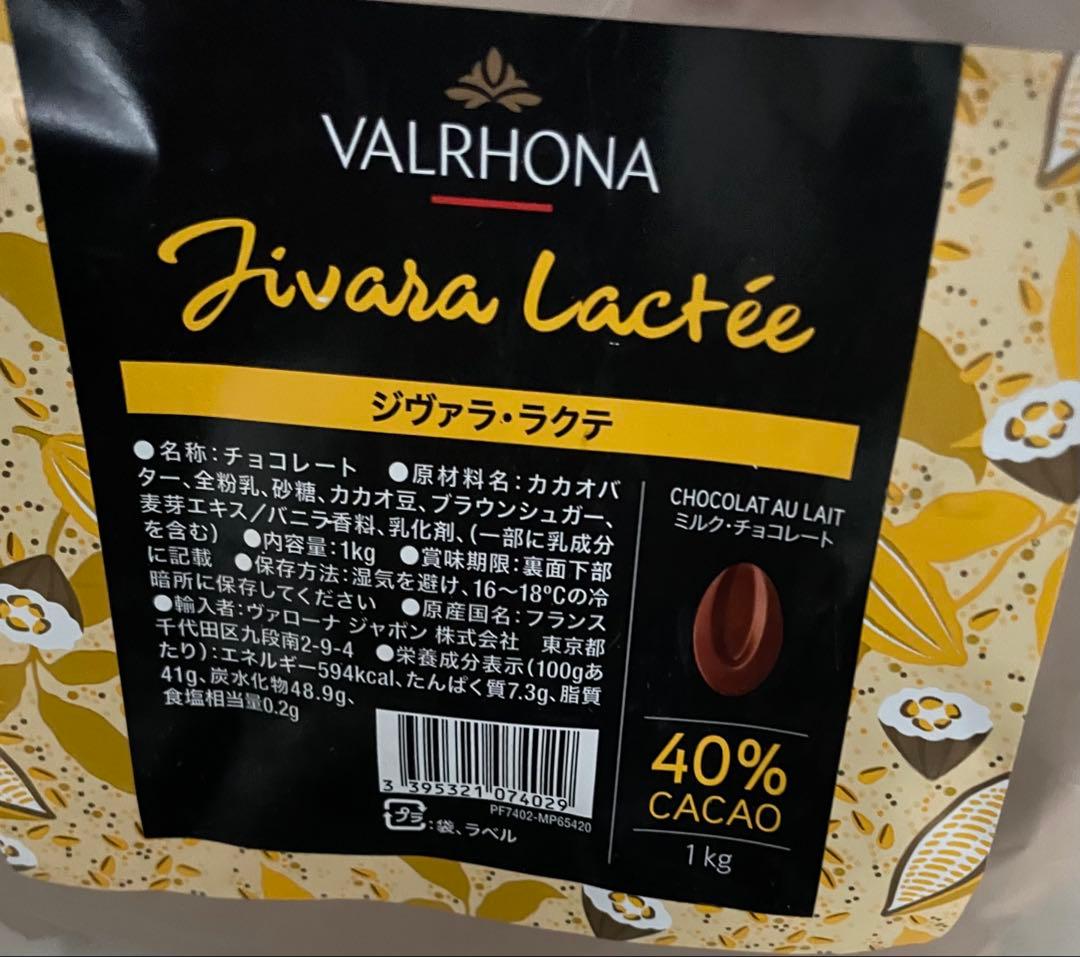 VALRHONA
Jivara Lactée
ジヴァラ・ラクテ
●名称：チョコレート ●原材料名：カカオバ
ター、全粉乳、砂糖、カカオ豆、ブラウンシュガー、
麦芽エキス/バニラ香料、乳化剤、(一部に乳成分
を含む) ●内容量：1kg ●賞味期限：裏面下部
に記載 ●保存方法：湿気を避け、16〜18℃の冷
暗所に保存してください ●原産国名：フランス
●輸入者：ヴァローナ ジャポン 株式会社 東京都
千代田区九段南2-9-4 ●栄養成分表示(100gあ
たり)：エネルギー594kcal、たんぱく質7.3g、脂質
41g、炭水化物48.9g、
食塩相当量0.2g
3 395321 074029
PF7402-MP65420
プラ：袋、ラベル
CHOCOLAT AU LAIT
ミルク・チョコレート
40%
CACAO
1 kg